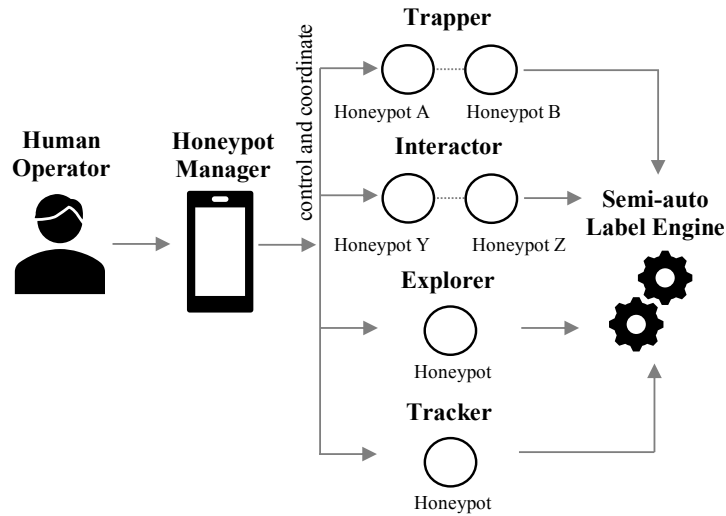 Human
Operator
Honeypot
Manager
control and coordinate
Trapper
Honeypot A
Honeypot B
Interactor
Honeypot Y
Honeypot Z
Explorer
Honeypot
Tracker
Honeypot
Semi-auto
Label Engine